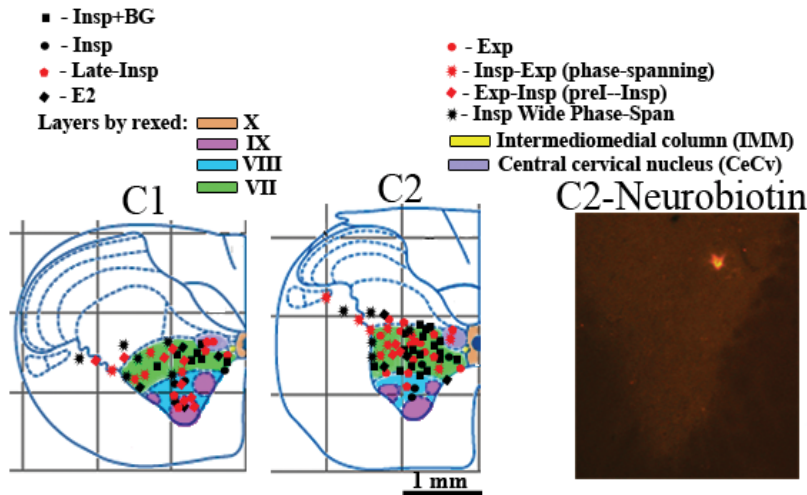 - Insp+BG
- Insp
- Late-Insp
- E2
Layers by rexed:
X
IX
VIII
VII
- Exp
- Insp-Exp (phase-spanning)
- Exp-Insp (preI--Insp)
- Insp Wide Phase-Span
Intermediomedial column (IMM)
Central cervical nucleus (CeCv)
C1
C2
C2-Neurobiotin
1 mm